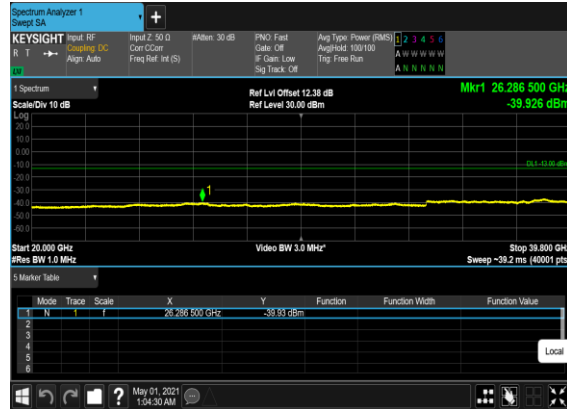 Spectrum Analyzer 1
Swept SA
+
KEYSIGHT Input: RF Input Z: 50 Ω #Atten: 30 dB PNO: Fast Avg Type: Power (RMS) 1 2 3 4 5 6
R T Coupling: DC Corr CCorr Gate: Off Avg|Hold: 100/100 A W W W W W
Align: Auto Freq Ref: Int (S) IF Gain: Low Trig: Free Run
Sig Track: Off A N N N N N
1 Spectrum Ref Lvl Offset 12.38 dB Mkr1 26.286 500 GHz
Scale/Div 10 dB Ref Level 30.00 dBm -39.926 dBm
Log
20.0
10.0
0.00
-10.0
DL1 -13.00 dBm
-20.0
-30.0
1
-40.0
-50.0
-60.0
Start 20.000 GHz Video BW 3.0 MHz* Stop 39.800 GHz
#Res BW 1.0 MHz Sweep ~39.2 ms (40001 pts)
5 Marker Table
Mode Trace Scale X Y Function Function Width Function Value
1 N 1 f 26.286 500 GHz -39.93 dBm
2
3
4
5
6
Local
? May 01, 2021
1:04:30 AM